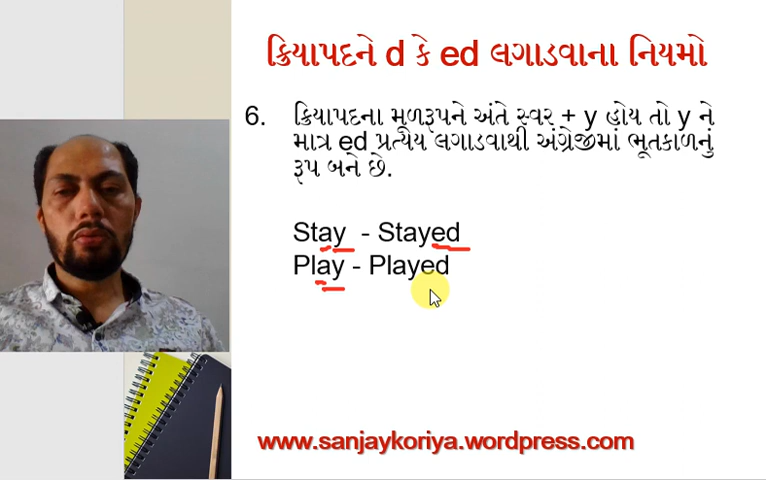 ક્રિયાપદને d કે ed લગાડવાના નિયમો
6. ક્રિયાપદના મૂળરૂપને અંતે સ્વર + y હોય તો y ને
માત્ર ed પ્રત્યય લગાડવાથી અંગ્રેજીમાં ભૂતકાળનું
રૂપ બને છે.
Stay - Stayed
Play - Played
www.sanjaykoriya.wordpress.com